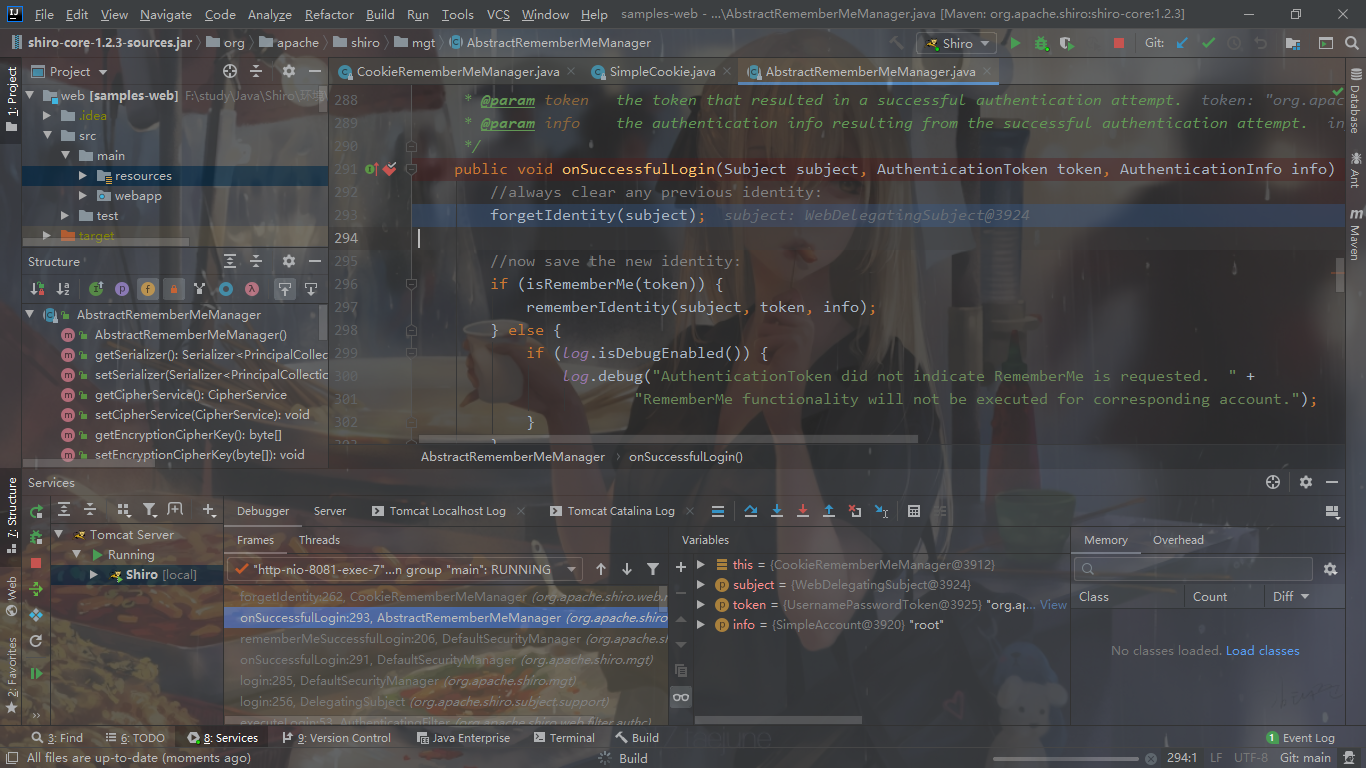 File Edit View Navigate Code Analyze Refactor Build Run Tools VCS Window Help samples-web - ...\AbstractRememberMeManager.java [Maven: org.apache.shiro:shiro-core:1.2.3]
shiro-core-1.2.3-sources.jar org apache shiro mgt AbstractRememberMeManager Shiro Git:
1: Project
Project
web [samples-web] F:\study\Java\Shiro\
.idea
src
main
resources
webapp
test
target
CookieRememberMeManager.java SimpleCookie.java AbstractRememberMeManager.java
288 * @param token the token that resulted in a successful authentication attempt. token: "org.apac
289 * @param info the authentication info resulting from the successful authentication attempt. in
290 */
291 public void onSuccessfulLogin(Subject subject, AuthenticationToken token, AuthenticationInfo info)
292 //always clear any previous identity:
293 forgetIdentity(subject); subject: WebDelegatingSubject@3924
294
295 //now save the new identity:
296 if (isRememberMe(token)) {
297 rememberIdentity(subject, token, info);
298 } else {
299 if (log.isDebugEnabled()) {
300 log.debug("AuthenticationToken did not indicate RememberMe is requested. " +
301 "RememberMe functionality will not be executed for corresponding account.");
302 }
303 }
AbstractRememberMeManager onSuccessfulLogin()
Database
Ant
Maven
Structure
AbstractRememberMeManager
AbstractRememberMeManager()
getSerializer(): Serializer<PrincipalCollec
setSerializer(Serializer<PrincipalCollectic
getCipherService(): CipherService
setCipherService(CipherService): void
getEncryptionCipherKey(): byte[]
setEncryptionCipherKey(byte[]): void
7: Structure
Web
2: Favorites
Services
Tomcat Server
Running
Shiro [local]
Debugger Server Tomcat Localhost Log Tomcat Catalina Log
Frames Threads
"http-nio-8081-exec-7"...n group "main": RUNNING
forgetIdentity:262, CookieRememberMeManager (org.apache.shiro.web.
onSuccessfulLogin:293, AbstractRememberMeManager (org.apache.shiro
rememberMeSuccessfulLogin:206, DefaultSecurityManager (org.apache.s
onSuccessfulLogin:291, DefaultSecurityManager (org.apache.shiro.mgt)
login:285, DefaultSecurityManager (org.apache.shiro.mgt)
login:256, DelegatingSubject (org.apache.shiro.subject.support)
executeLogin:53, AuthenticatingFilter (org.apache.shiro.web.filter.authc)
Variables
this = {CookieRememberMeManager@3912}
subject = {WebDelegatingSubject@3924}
token = {UsernamePasswordToken@3925} "org.a... View
info = {SimpleAccount@3920} "root"
Memory Overhead
Class Count Diff
No classes loaded. Load classes
3: Find 6: TODO 8: Services 9: Version Control Java Enterprise Terminal Build 1 Event Log
All files are up-to-date (moments ago) Build 294:1 LF UTF-8 Git: main